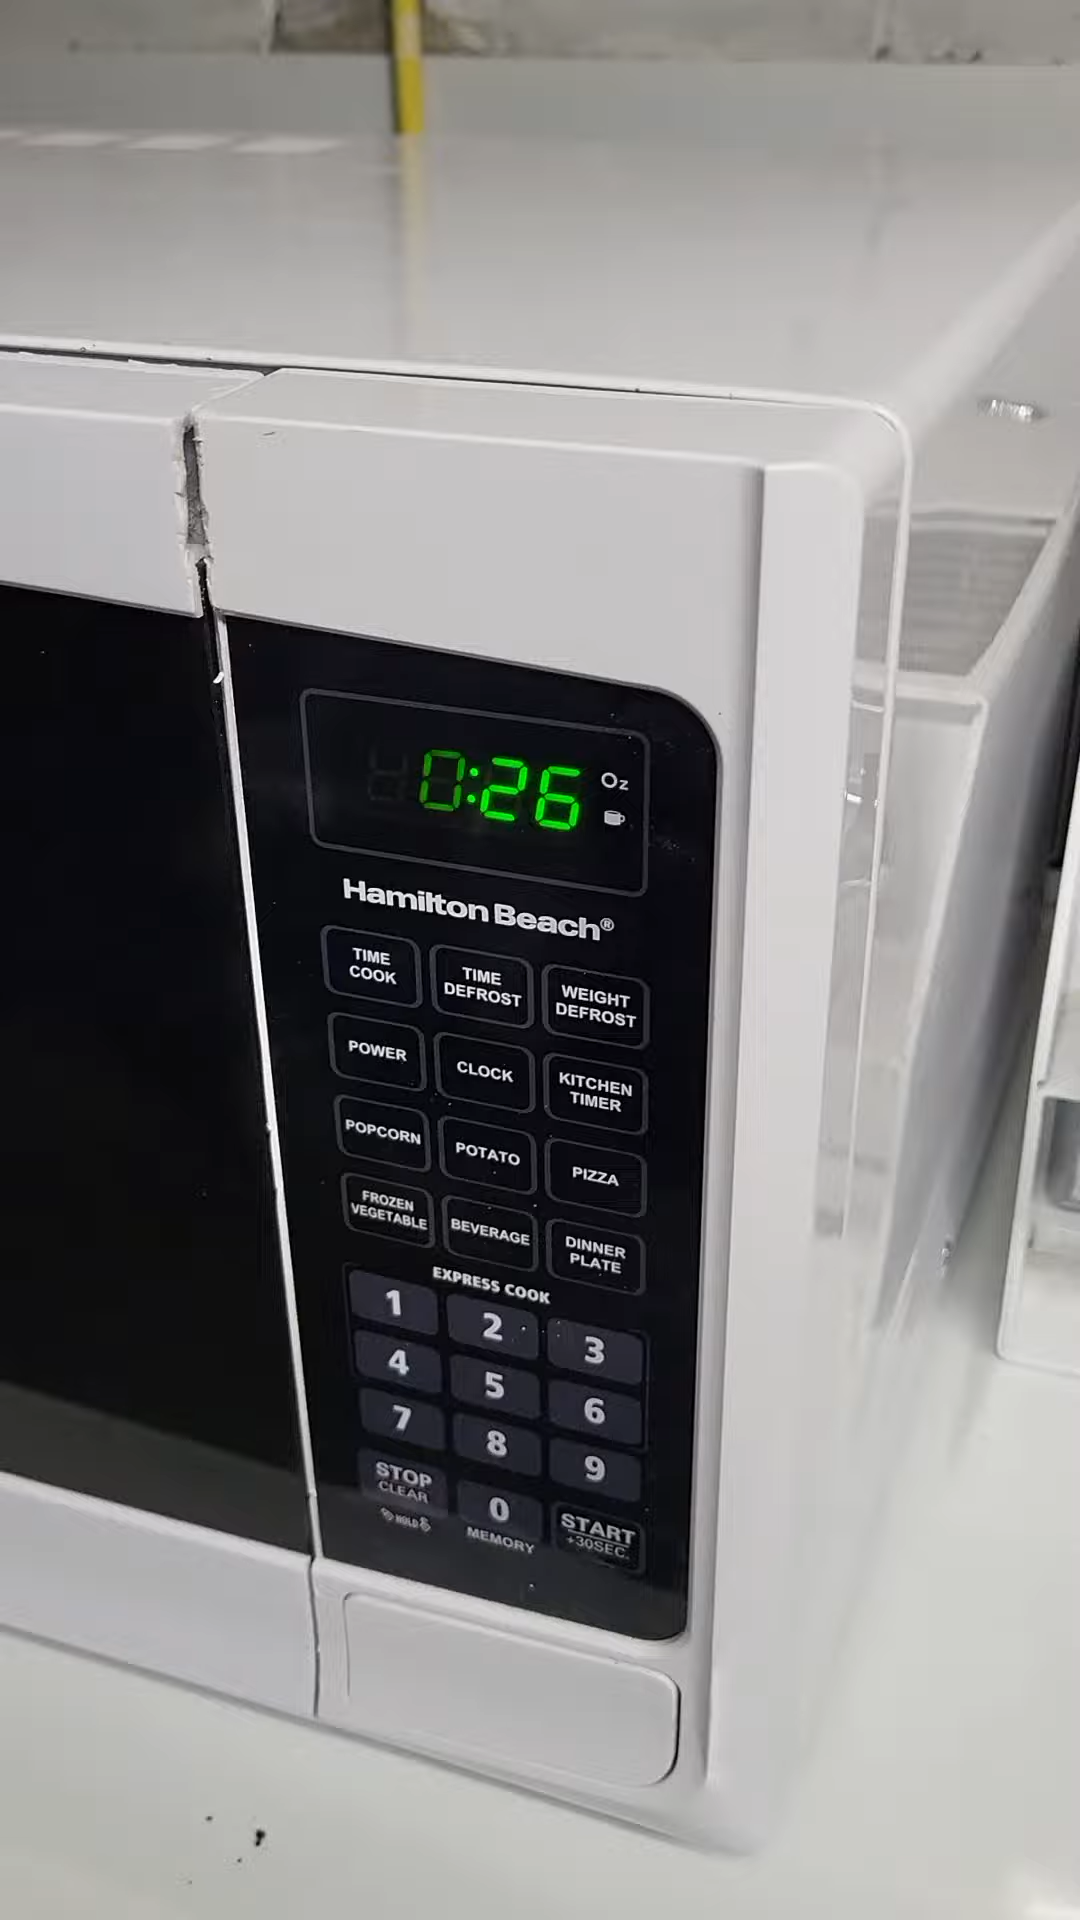 0:26 Oz
Hamilton Beach®
TIME COOK
TIME DEFROST
WEIGHT DEFROST
POWER
CLOCK
KITCHEN TIMER
POPCORN
POTATO
PIZZA
FROZEN VEGETABLE
BEVERAGE
DINNER PLATE
EXPRESS COOK
1 2 3
4 5 6
7 8 9
STOP
CLEAR
HOLD
0
MEMORY
START
+30SEC.